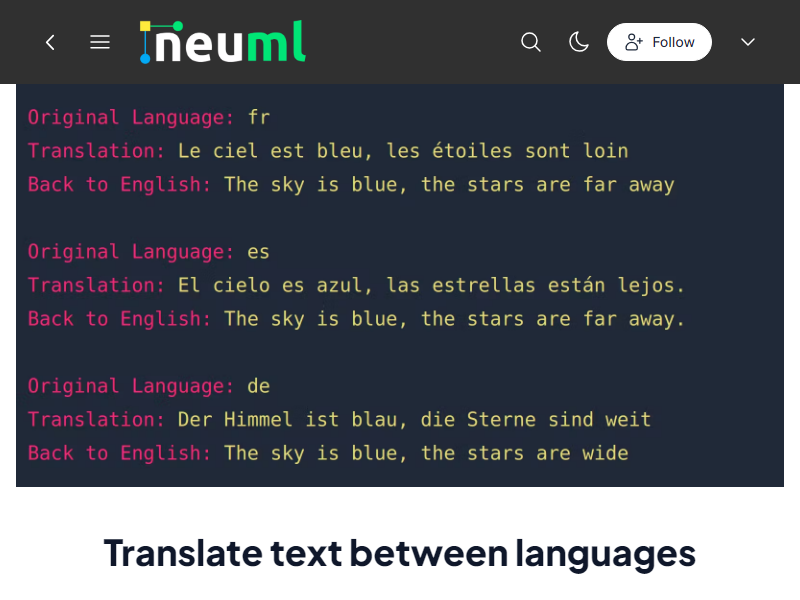 neuml
Follow
Original Language: fr
Translation: Le ciel est bleu, les étoiles sont loin
Back to English: The sky is blue, the stars are far away
Original Language: es
Translation: El cielo es azul, las estrellas están lejos.
Back to English: The sky is blue, the stars are far away.
Original Language: de
Translation: Der Himmel ist blau, die Sterne sind weit
Back to English: The sky is blue, the stars are wide
Translate text between languages